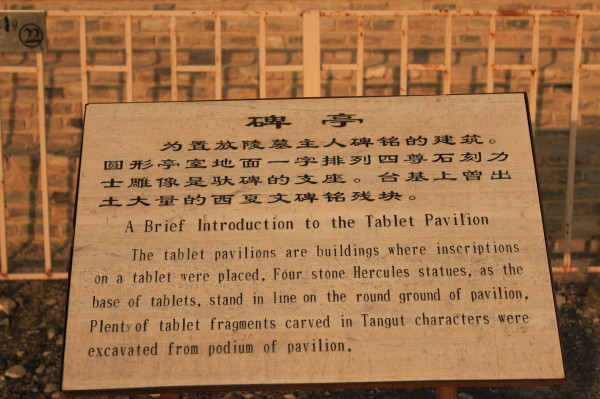 22
碑亭
为置放陵墓主人碑铭的建筑。
圆形亭室地面一字排列四尊石刻力
士雕像是驮碑的支座。台基上曾出
土大量的西夏文碑铭残块。
A Brief Introduction to the Tablet Pavilion
The tablet pavilions are buildings where inscriptions
on a tablet were placed. Four stone Hercules statues, as the
base of tablets, stand in line on the round ground of pavilion.
Plenty of tablet fragments carved in Tangut characters were
excavated from podium of pavilion.